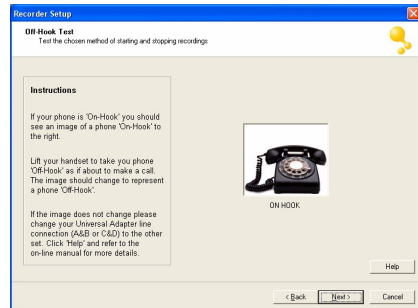 Recorder Setup
Off-Hook Text
Test the chosen method of starting and stopping recordings
Instructions
If your phone is 'On-Hook' you should
see an image of a phone 'On-Hook' to
the right.
Lift your handset to take you phone
'Off-Hook' as if about to make a call.
The image should change to represent
a phone 'Off-Hook'.
If the image does not change please
change your Universal Adapter line
connection (A&B or C&D) to the other
set. Click 'Help' and refer to the
on-line manual for more details.
ON HOOK
Help
< Back
Next >
Cancel